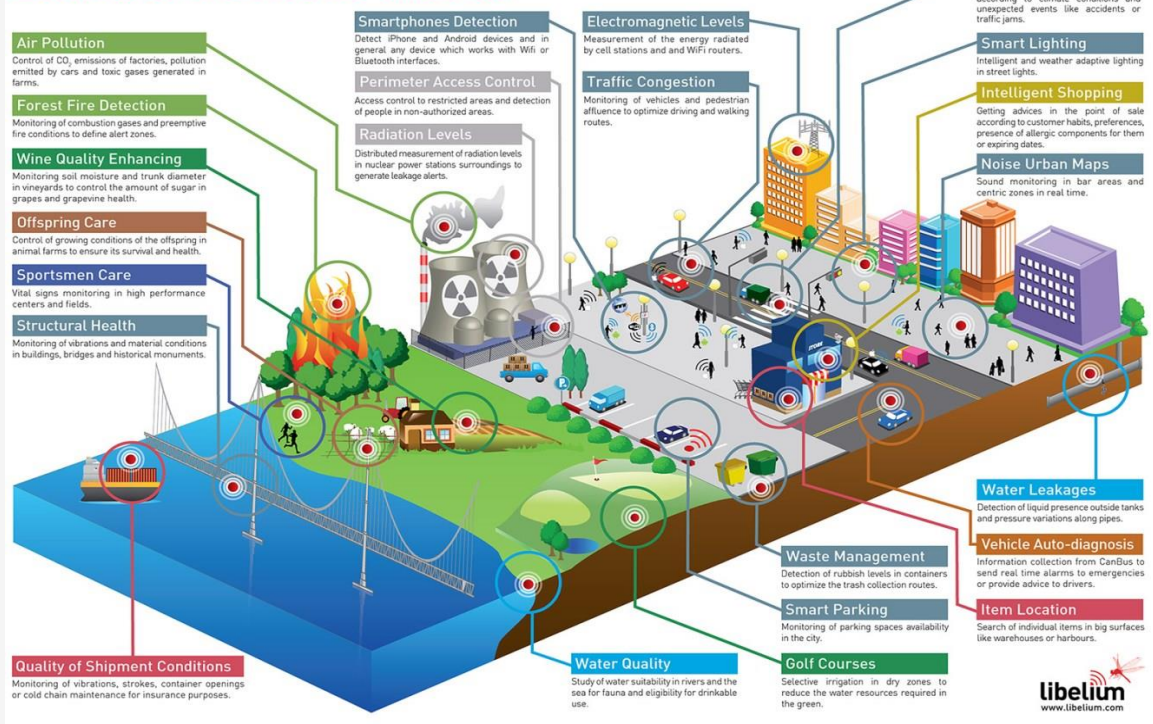 Air Pollution
Control of CO₂ emissions of factories, pollution
emitted by cars and toxic gases generated in
farms.
Forest Fire Detection
Monitoring of combustion gases and preemptive
fire conditions to define alert zones.
Wine Quality Enhancing
Monitoring soil moisture and trunk diameter
in vineyards to control the amount of sugar in
grapes and grapevine health.
Offspring Care
Control of growing conditions of the offspring in
animal farms to ensure its survival and health.
Sportsmen Care
Vital signs monitoring in high performance
centers and fields.
Structural Health
Monitoring of vibrations and material conditions
in buildings, bridges and historical monuments.
Quality of Shipment Conditions
Monitoring of vibrations, strokes, container openings
or cold chain maintenance for insurance purposes.
Smartphones Detection
Detect iPhone and Android devices and in
general any device which works with Wifi or
Bluetooth interfaces.
Perimeter Access Control
Access control to restricted areas and detection
of people in non-authorized areas.
Radiation Levels
Distributed measurement of radiation levels
in nuclear power stations surroundings to
generate leakage alerts.
Electromagnetic Levels
Measurement of the energy radiated
by cell stations and and WiFi routers.
Traffic Congestion
Monitoring of vehicles and pedestrian
affluence to optimize driving and walking
routes.
unexpected events like accidents or
traffic jams.
Smart Lighting
Intelligent and weather adaptive lighting
in street lights.
Intelligent Shopping
Getting advices in the point of sale
according to customer habits, preferences,
presence of allergic components for them
or expiring dates.
Noise Urban Maps
Sound monitoring in bar areas and
centric zones in real time.
STORE
P
Water Leakages
Detection of liquid presence outside tanks
and pressure variations along pipes.
Vehicle Auto-diagnosis
Information collection from CanBus to
send real time alarms to emergencies
or provide advice to drivers.
Item Location
Search of individual items in big surfaces
like warehouses or harbours.
Waste Management
Detection of rubbish levels in containers
to optimize the trash collection routes.
Smart Parking
Monitoring of parking spaces availability
in the city.
Golf Courses
Selective irrigation in dry zones to
reduce the water resources required in
the green.
Water Quality
Study of water suitability in rivers and the
sea for fauna and eligibility for drinkable
use.
libelium
www.libelium.com